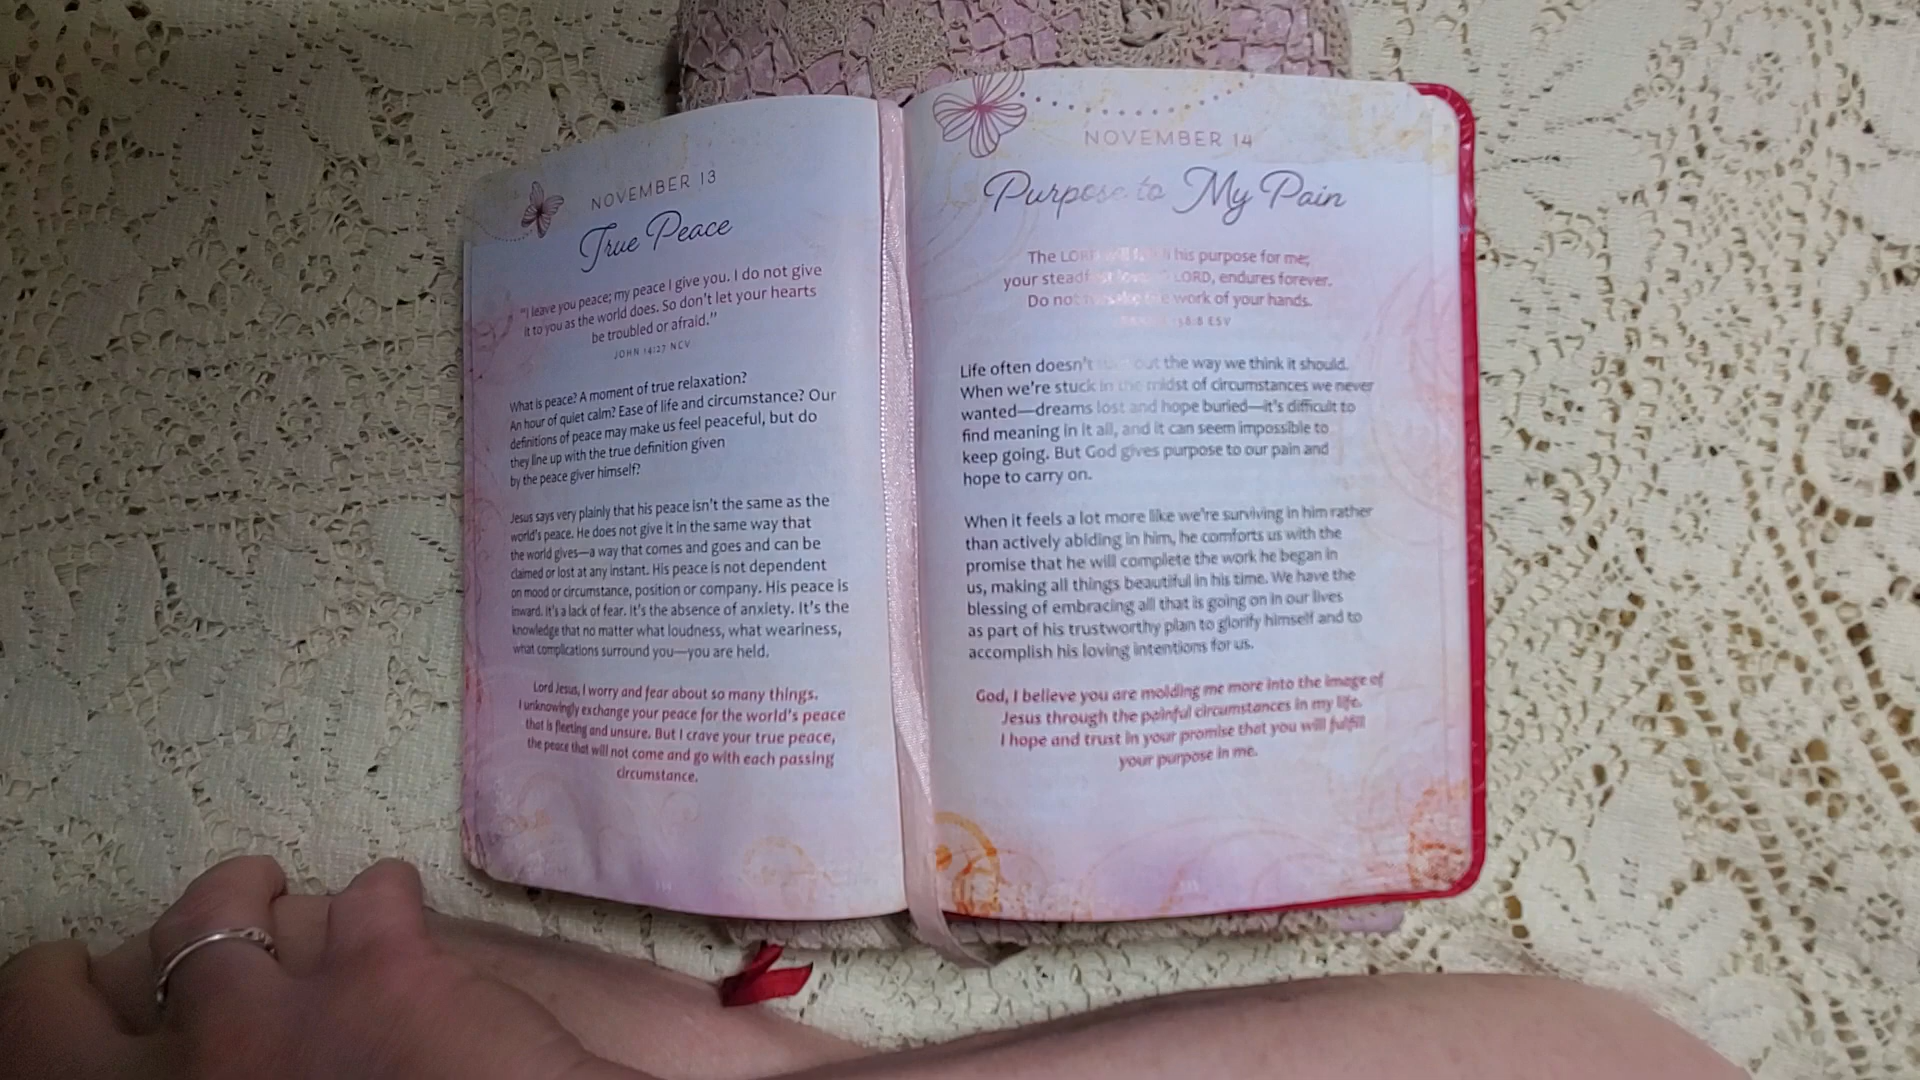 NOVEMBER 13
True Peace
"I leave you peace; my peace I give you. I do not give
it to you as the world does. So don't let your hearts
be troubled or afraid."
JOHN 14:27 NCV
What is peace? A moment of true relaxation?
An hour of quiet calm? Ease of life and circumstance? Our
definitions of peace may make us feel peaceful, but do
they line up with the true definition given
by the peace giver himself?
Jesus says very plainly that his peace isn't the same as the
world's peace. He does not give it in the same way that
the world gives—a way that comes and goes and can be
claimed or lost at any instant. His peace is not dependent
on mood or circumstance, position or company. His peace is
inward. It's a lack of fear. It's the absence of anxiety. It's the
knowledge that no matter what loudness, what weariness,
what complications surround you—you are held.
Lord Jesus, I worry and fear about so many things.
I unknowingly exchange your peace for the world's peace
that is fleeting and unsure. But I crave your true peace,
the peace that will not come and go with each passing
circumstance.
NOVEMBER 14
Purpose to My Pain
The LORD will fulfill his purpose for me;
your steadfast love, O LORD, endures forever.
Do not forsake the work of your hands.
138:8 ESV
Life often doesn't out the way we think it should.
When we're stuck in the midst of circumstances we never
wanted—dreams lost and hope buried—it's difficult to
find meaning in it all, and it can seem impossible to
keep going. But God gives purpose to our pain and
hope to carry on.
When it feels a lot more like we're surviving in him rather
than actively abiding in him, he comforts us with the
promise that he will complete the work he began in
us, making all things beautiful in his time. We have the
blessing of embracing all that is going on in our lives
as part of his trustworthy plan to glorify himself and to
accomplish his loving intentions for us.
God, I believe you are molding me more into the image of
Jesus through the painful circumstances in my life.
I hope and trust in your promise that you will fulfill
your purpose in me.